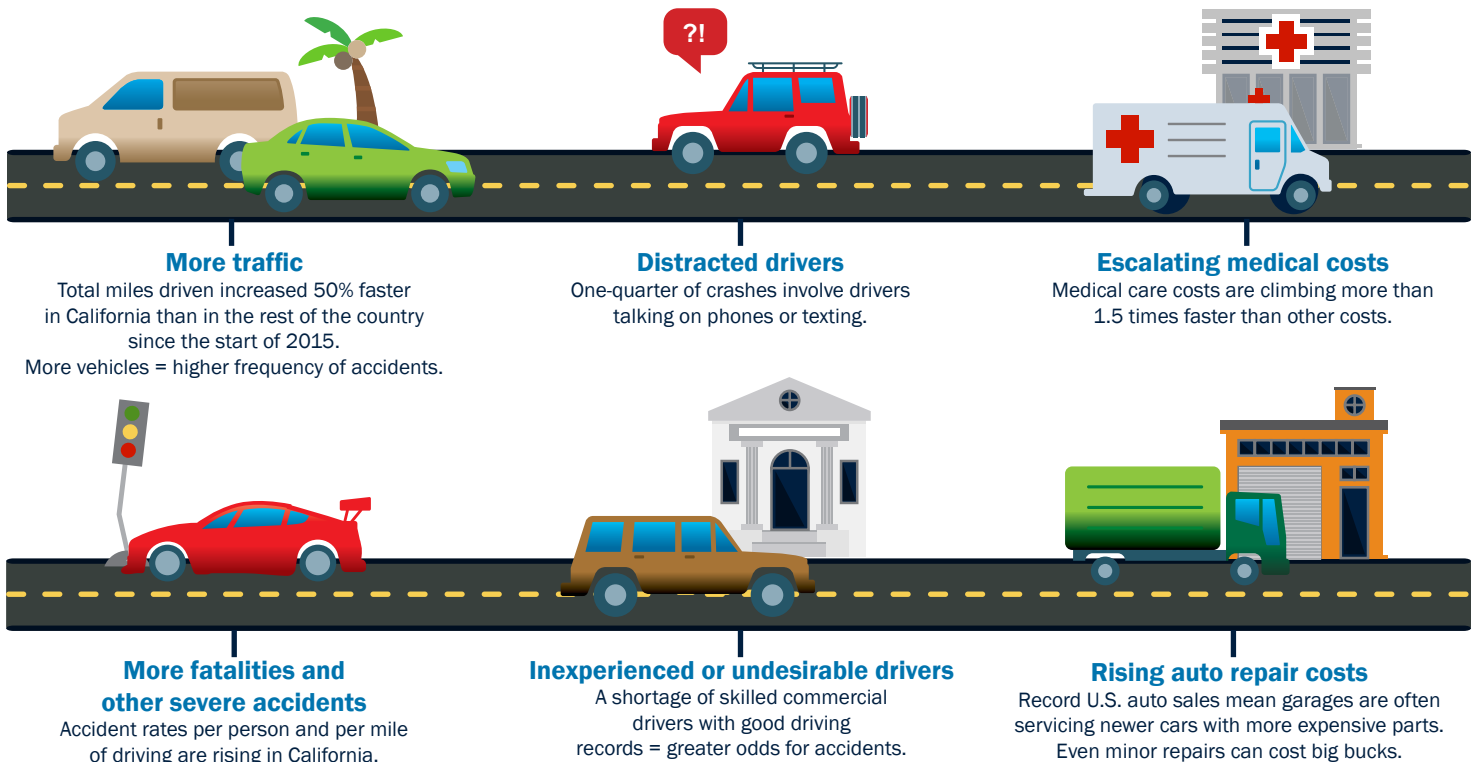 ?!
More traffic
Total miles driven increased 50% faster
in California than in the rest of the country
since the start of 2015.
More vehicles = higher frequency of accidents.
Distracted drivers
One-quarter of crashes involve drivers
talking on phones or texting.
Escalating medical costs
Medical care costs are climbing more than
1.5 times faster than other costs.
More fatalities and
other severe accidents
Accident rates per person and per mile
of driving are rising in California.
Inexperienced or undesirable drivers
A shortage of skilled commercial
drivers with good driving
records = greater odds for accidents.
Rising auto repair costs
Record U.S. auto sales mean garages are often
servicing newer cars with more expensive parts.
Even minor repairs can cost big bucks.